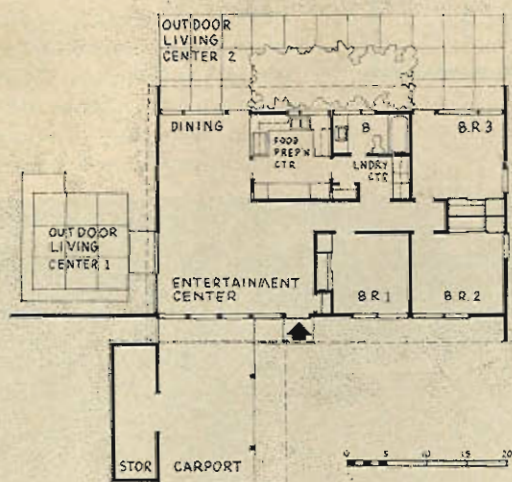 OUTDOOR
LIVING
CENTER 2
DINING
FOOD
PREP'N
CTR
B
LNDRY
CTR
B.R 3
OUTDOOR
LIVING
CENTER 1
ENTERTAINMENT
CENTER
B R 1
B R. 2
STOR
CARPORT
0 5 10 15 20